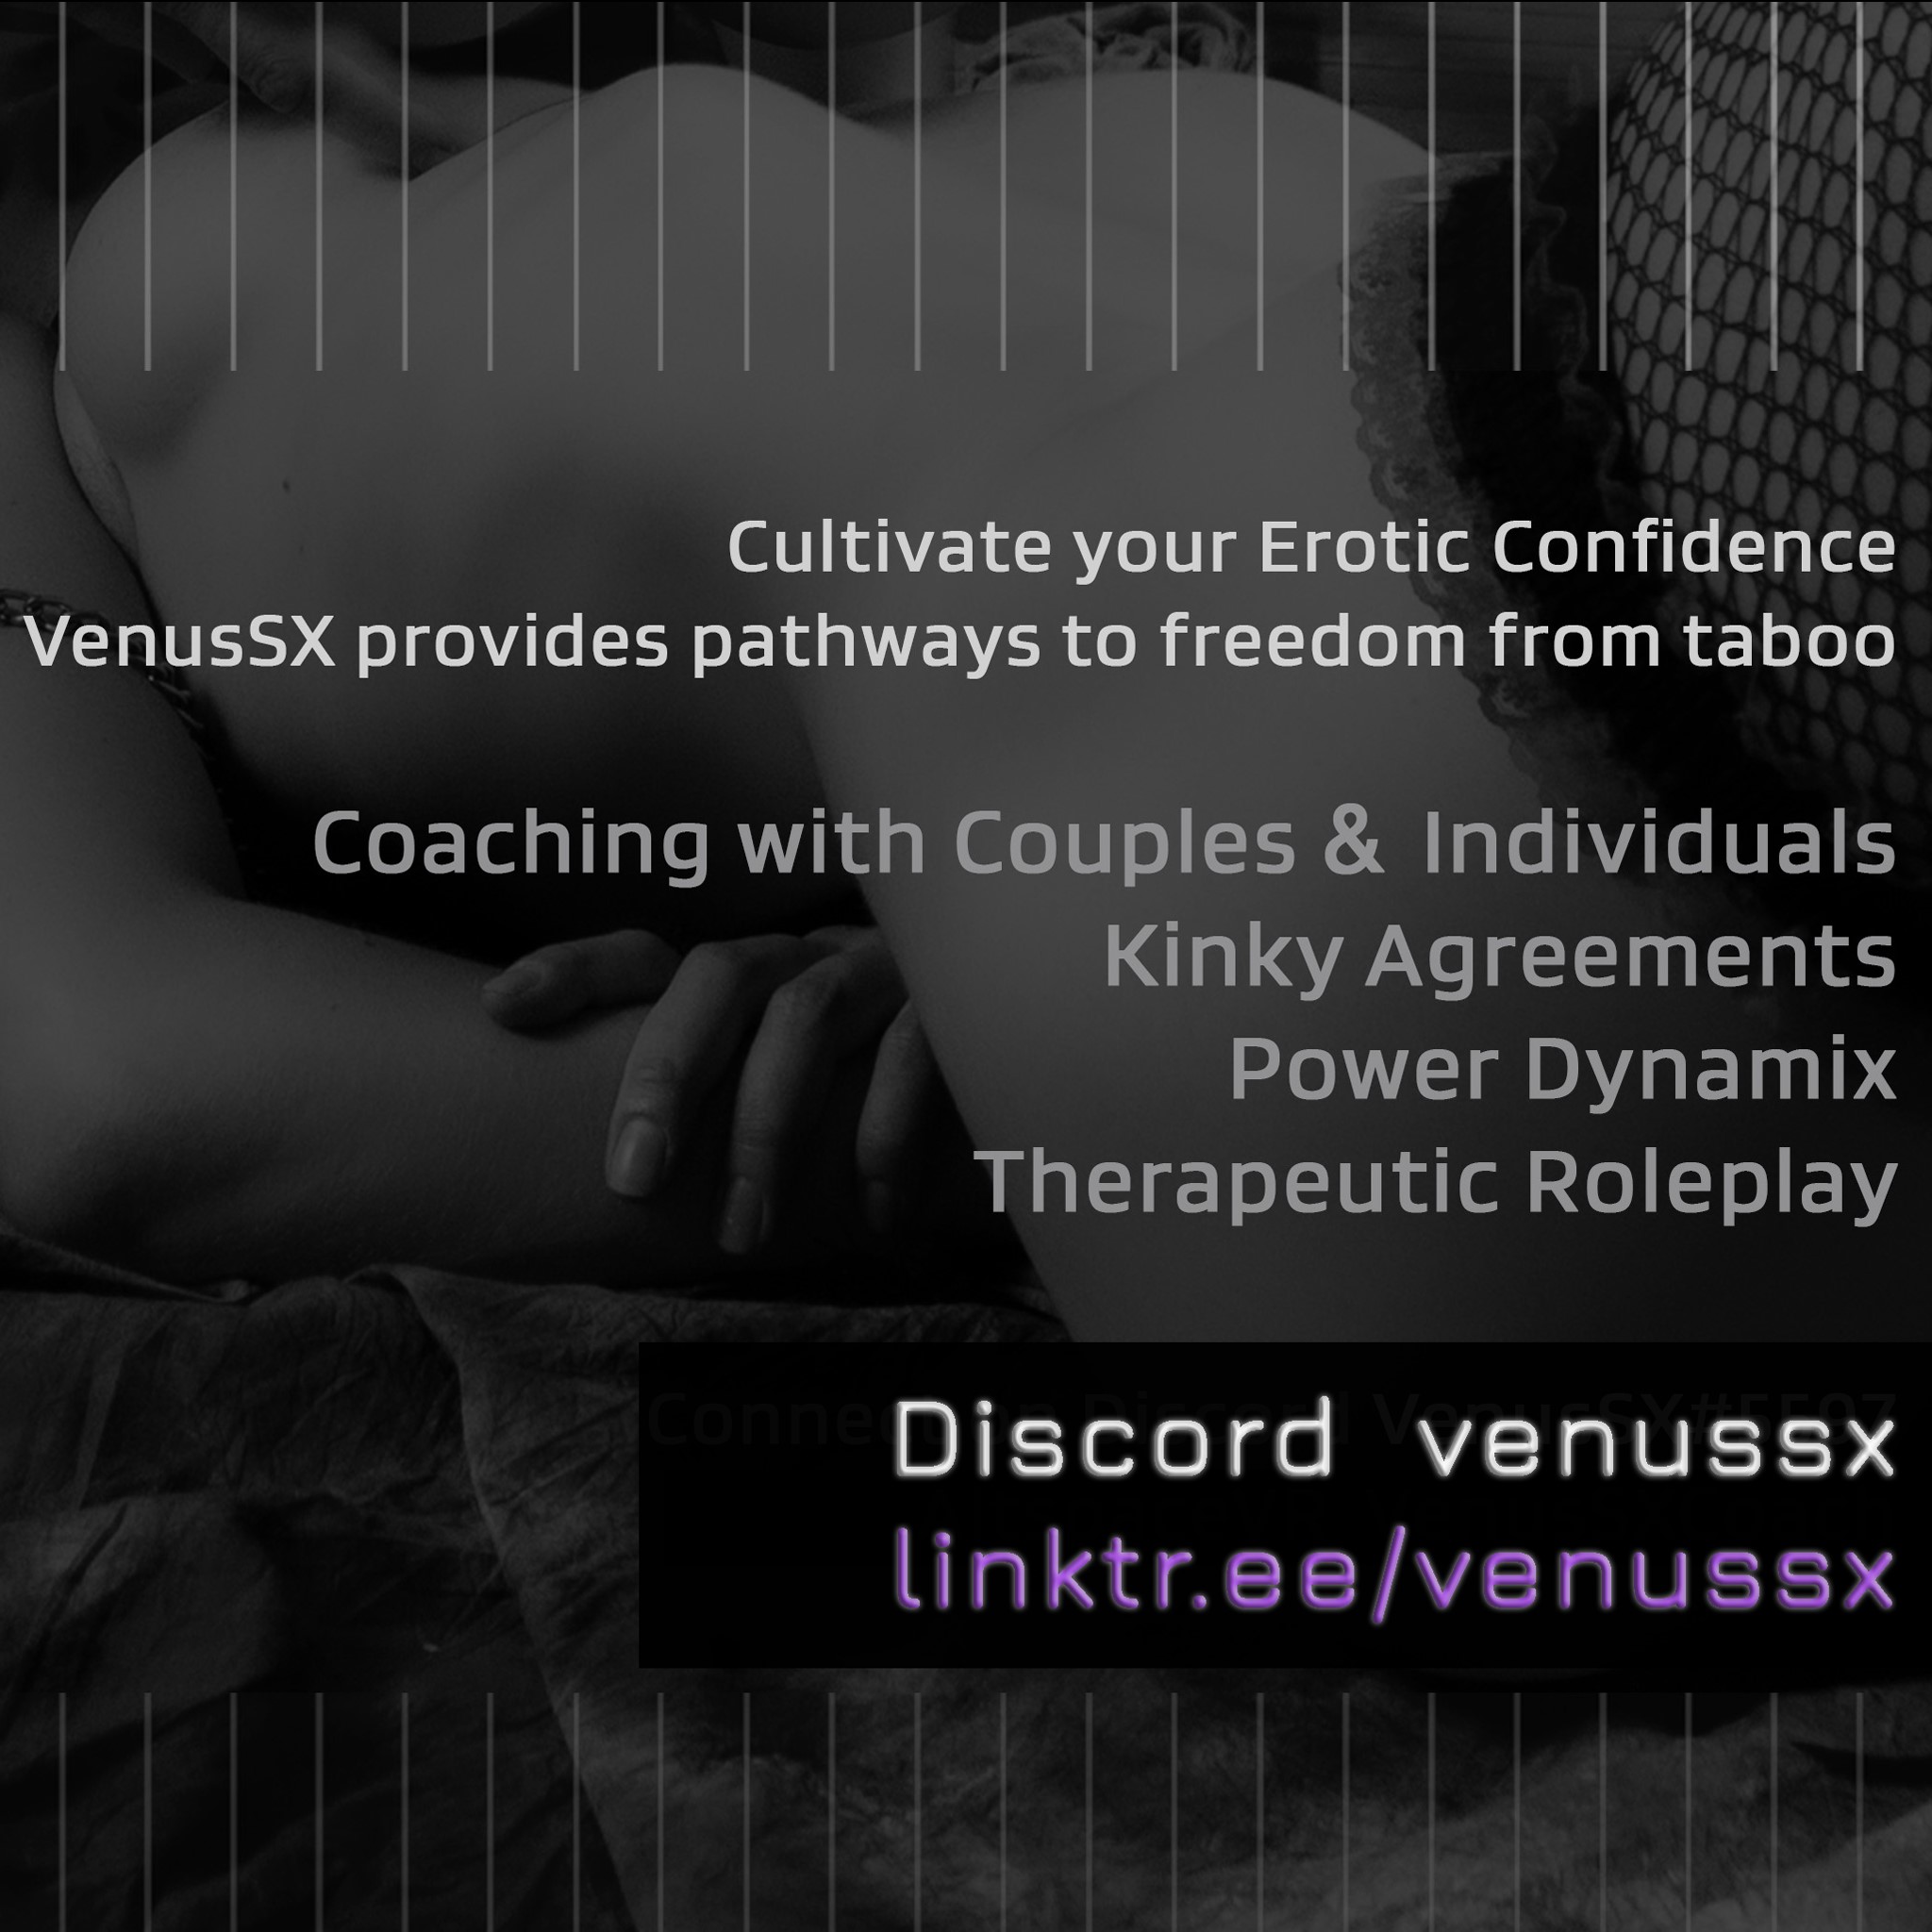 Cultivate your Erotic Confidence
VenusSX provides pathways to freedom from taboo
Coaching with Couples & Individuals
Kinky Agreements
Power Dynamix
Therapeutic Roleplay
Discord venussx
linktr.ee/venussx